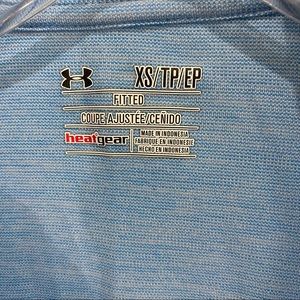 XS/TP/EP
FITTED
COUPE AJUSTÉE/CEÑIDO
heatgear
MADE IN INDONESIA
FABRIQUÉ EN INDONÉSIE
HECHO EN INDONESIA